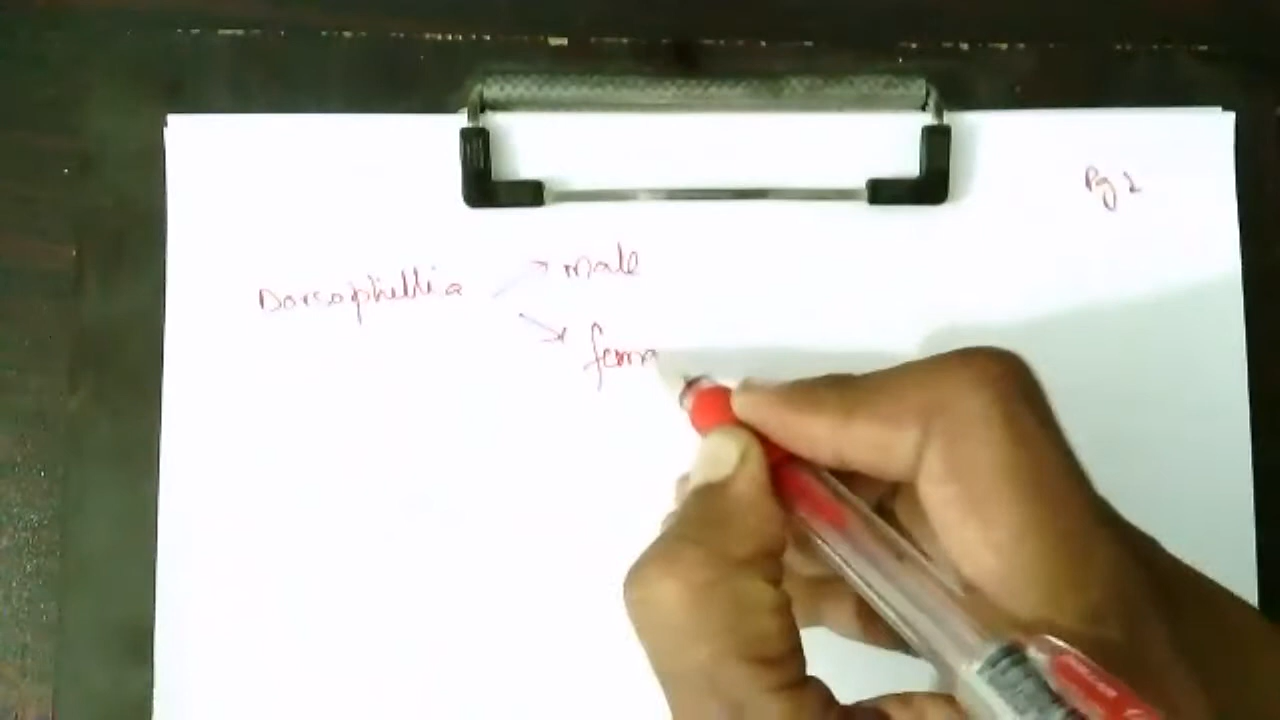 Pg 2
Dorsophillia → male
→ fema